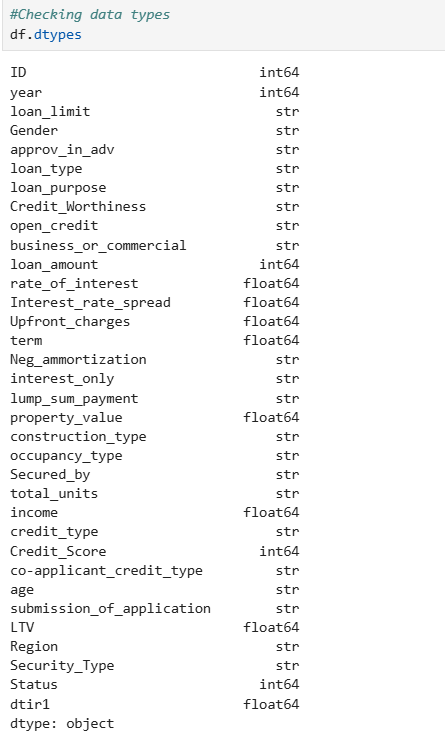 #Checking data types
df.dtypes
ID int64
year int64
loan_limit str
Gender str
approv_in_adv str
loan_type str
loan_purpose str
Credit_Worthiness str
open_credit str
business_or_commercial str
loan_amount int64
rate_of_interest float64
Interest_rate_spread float64
Upfront_charges float64
term float64
Neg_ammortization str
interest_only str
lump_sum_payment str
property_value float64
construction_type str
occupancy_type str
Secured_by str
total_units str
income float64
credit_type str
Credit_Score int64
co-applicant_credit_type str
age str
submission_of_application str
LTV float64
Region str
Security_Type str
Status int64
dtir1 float64
dtype: object